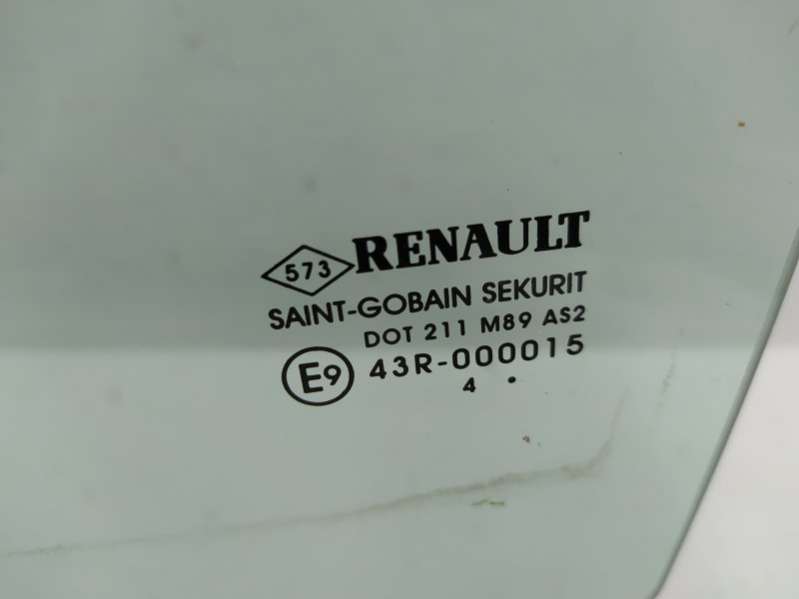 573 RENAULT
SAINT-GOBAIN SEKURIT
DOT 211 M89 AS2
E9 43R-000015
4 •